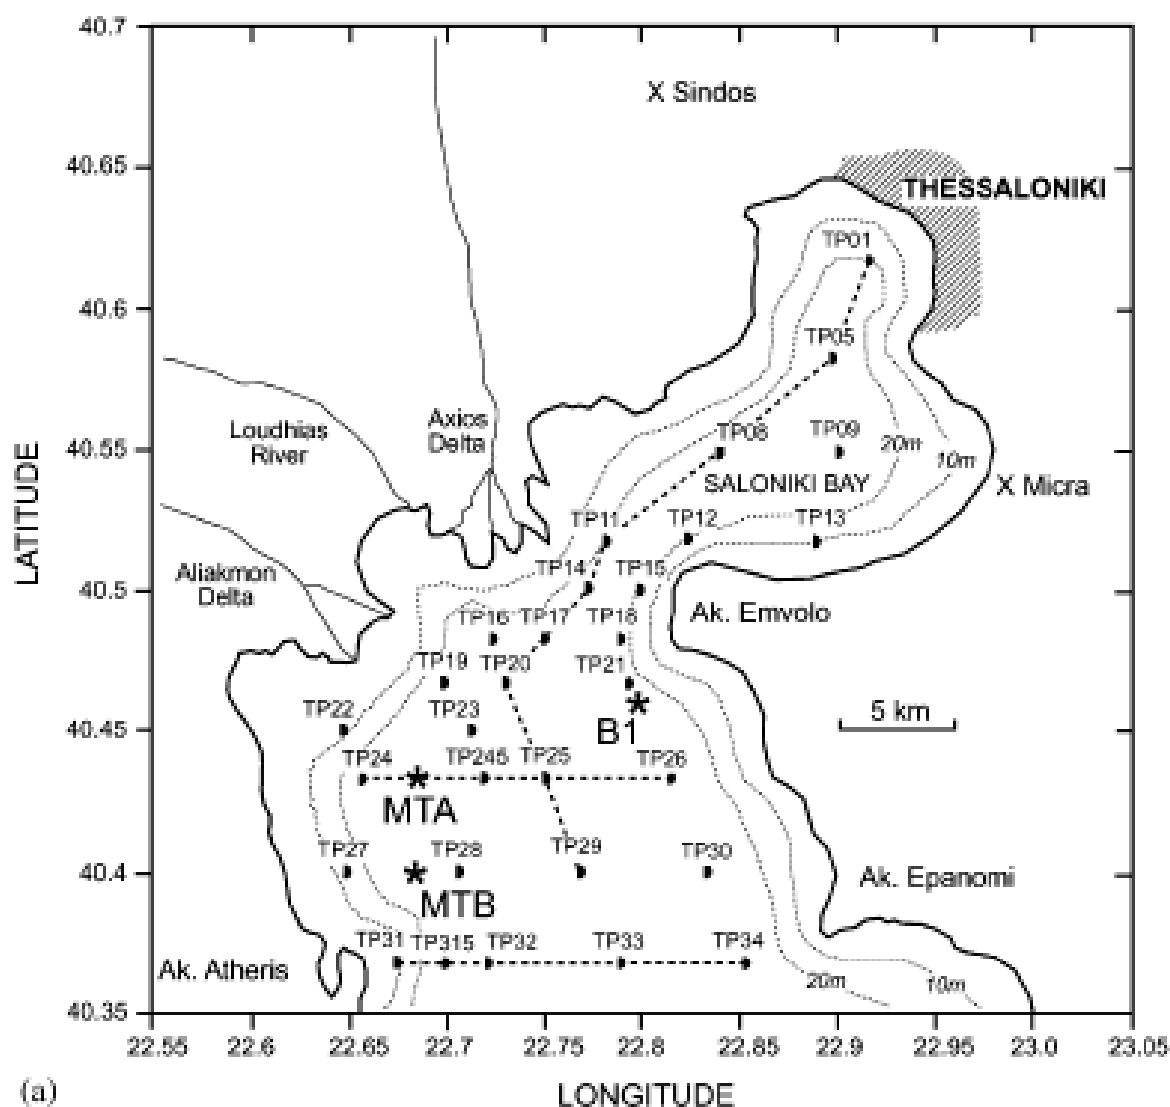 40.7
X Sindos
40.65
THESSALONIKI
TP01
40.6
TP05
Loudhias
River
Axios
Delta
TP08
TP09
40.55
20m
10m
SALONIKI BAY
X Micra
LATITUDE
TP11
TP12
TP13
Aliakmon
Delta
TP14
TP15
40.5
Ak. Emvolo
TP16
TP17
TP18
TP19
TP20
TP21
TP22
TP23
B1
5 km
40.45
TP24
TP245
TP25
TP26
MTA
TP27
TP28
TP29
TP30
40.4
Ak. Epanomi
MTB
TP31
TP315
TP32
TP33
TP34
Ak. Atheris
20m
10m
40.35
22.55
22.6
22.65
22.7
22.75
22.8
22.85
22.9
22.95
23.0
23.05
(a)
LONGITUDE